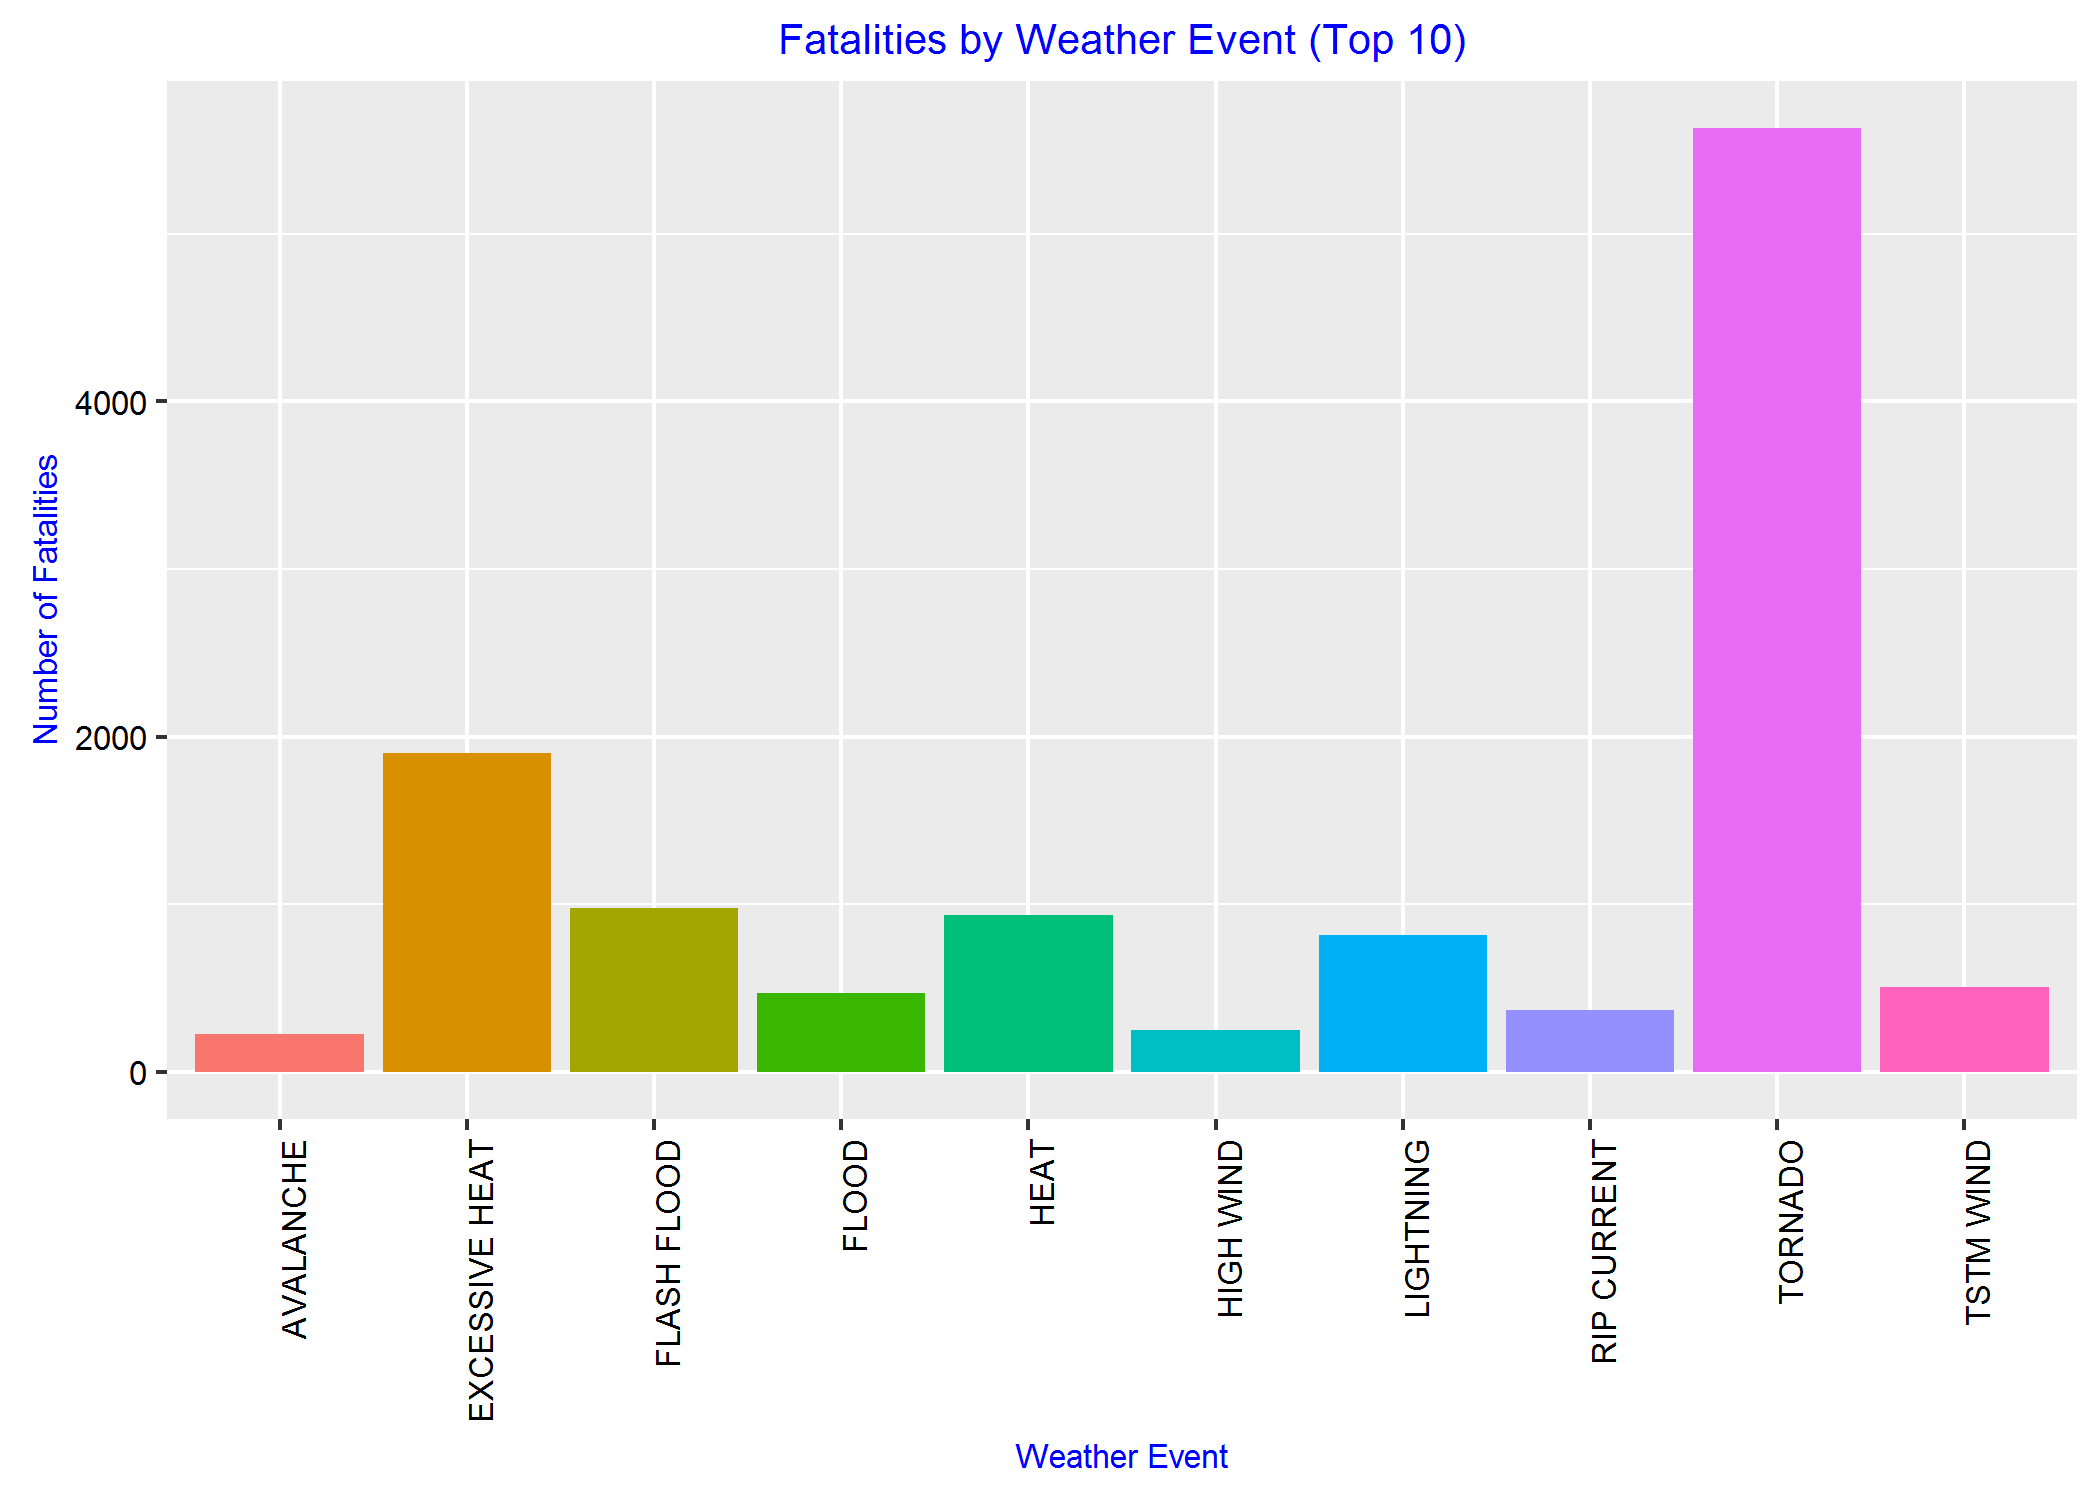 Fatalities by Weather Event (Top 10)
Number of Fatalities
4000
2000
0
AVALANCHE
EXCESSIVE HEAT
FLASH FLOOD
FLOOD
HEAT
HIGH WIND
LIGHTNING
RIP CURRENT
TORNADO
TSTM WIND
Weather Event